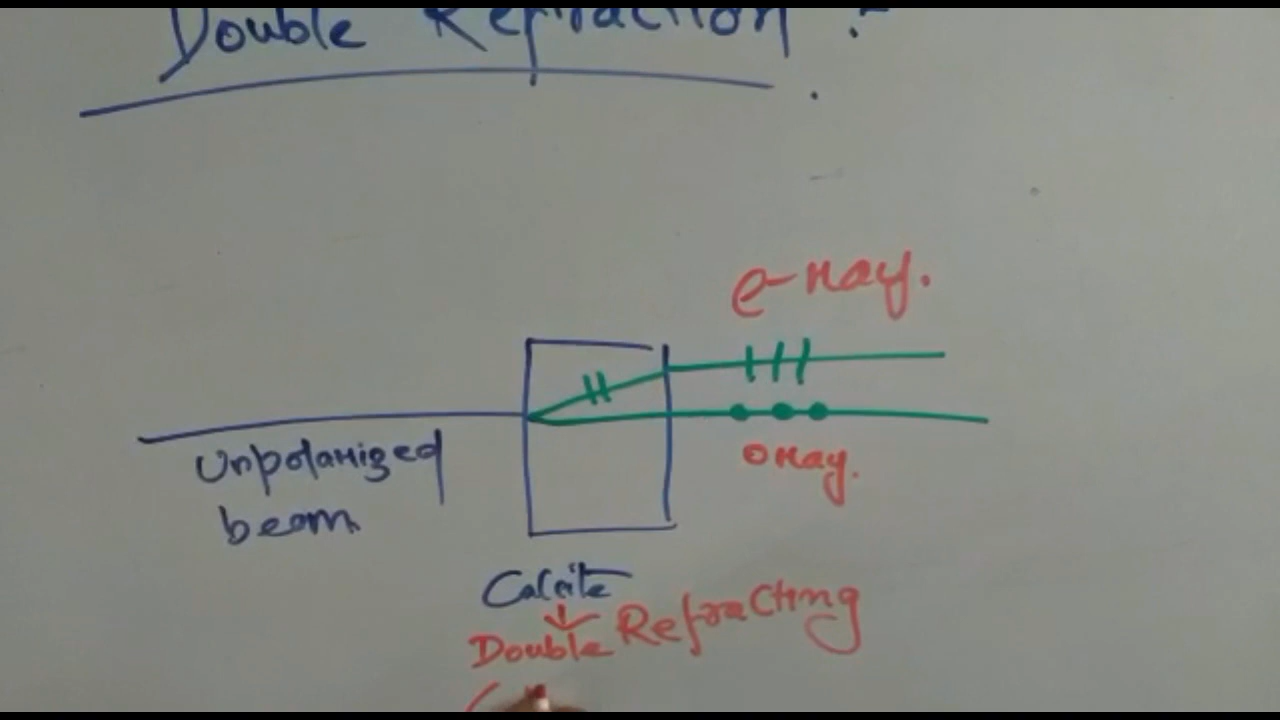 Double Refraction :-
e-ray.
o ray.
Unpolarized
beam
Calcite
Double Refracting
(